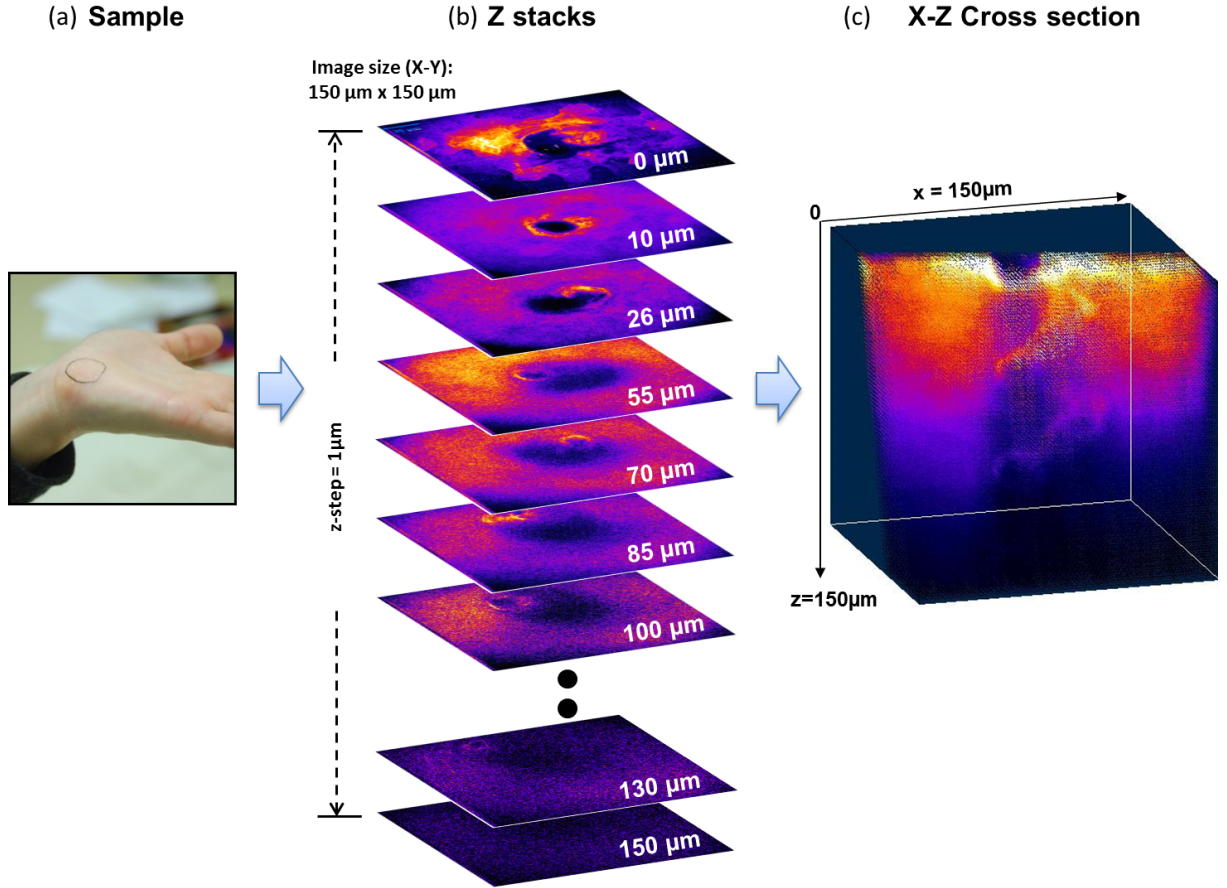 (a) Sample
(b) Z stacks
(c) X-Z Cross section
Image size (X-Y):
150 µm x 150 µm
z-step = 1µm
0 µm
10 µm
26 µm
55 µm
70 µm
85 µm
100 µm
130 µm
150 µm
0
x = 150µm
z=150µm